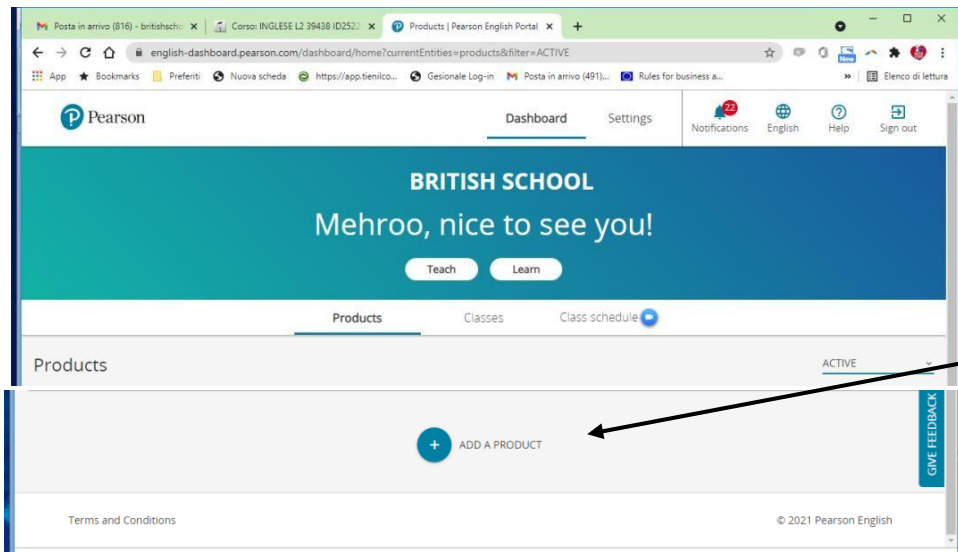 Posta in arrivo (816) - britishscho
Corso: INGLESE L2 39438 ID2522
Products | Pearson English Portal
english-dashboard.pearson.com/dashboard/home?currentEntities=products&filter=ACTIVE
New
App Bookmarks Preferiti Nuova scheda https://app.tienilco... Gesionale Log-in Posta in arrivo (491)... Rules for business a... » Elenco di lettura
Pearson
Dashboard Settings
22
Notifications English Help Sign out
BRITISH SCHOOL
Mehroo, nice to see you!
Teach Learn
Products Classes Class schedule
Products
ACTIVE
+ ADD A PRODUCT
GIVE FEEDBACK
Terms and Conditions
© 2021 Pearson English